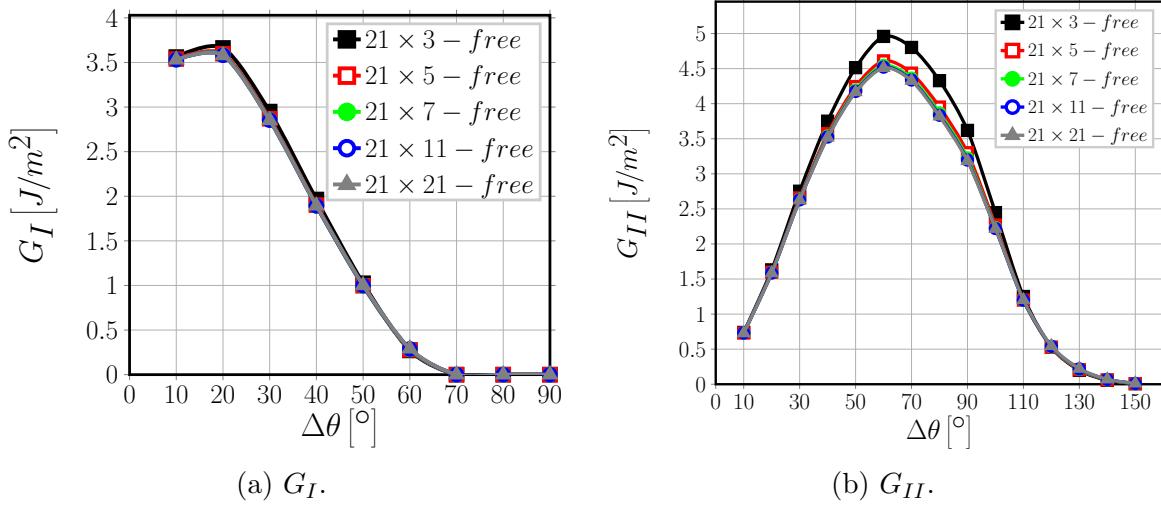 4
3.5
3
2.5
2
1.5
1
0.5
0
G_I [J/m^2]
10 20 30 40 50 60 70 80 90
Δθ [°]
21 × 3 − free
21 × 5 − free
21 × 7 − free
21 × 11 − free
21 × 21 − free
(a) G_I.
5
4.5
4
3.5
3
2.5
2
1.5
1
0.5
0
G_{II} [J/m^2]
0 10 30 50 70 90 110 130 150
Δθ [°]
21 × 3 − free
21 × 5 − free
21 × 7 − free
21 × 11 − free
21 × 21 − free
(b) G_{II}.